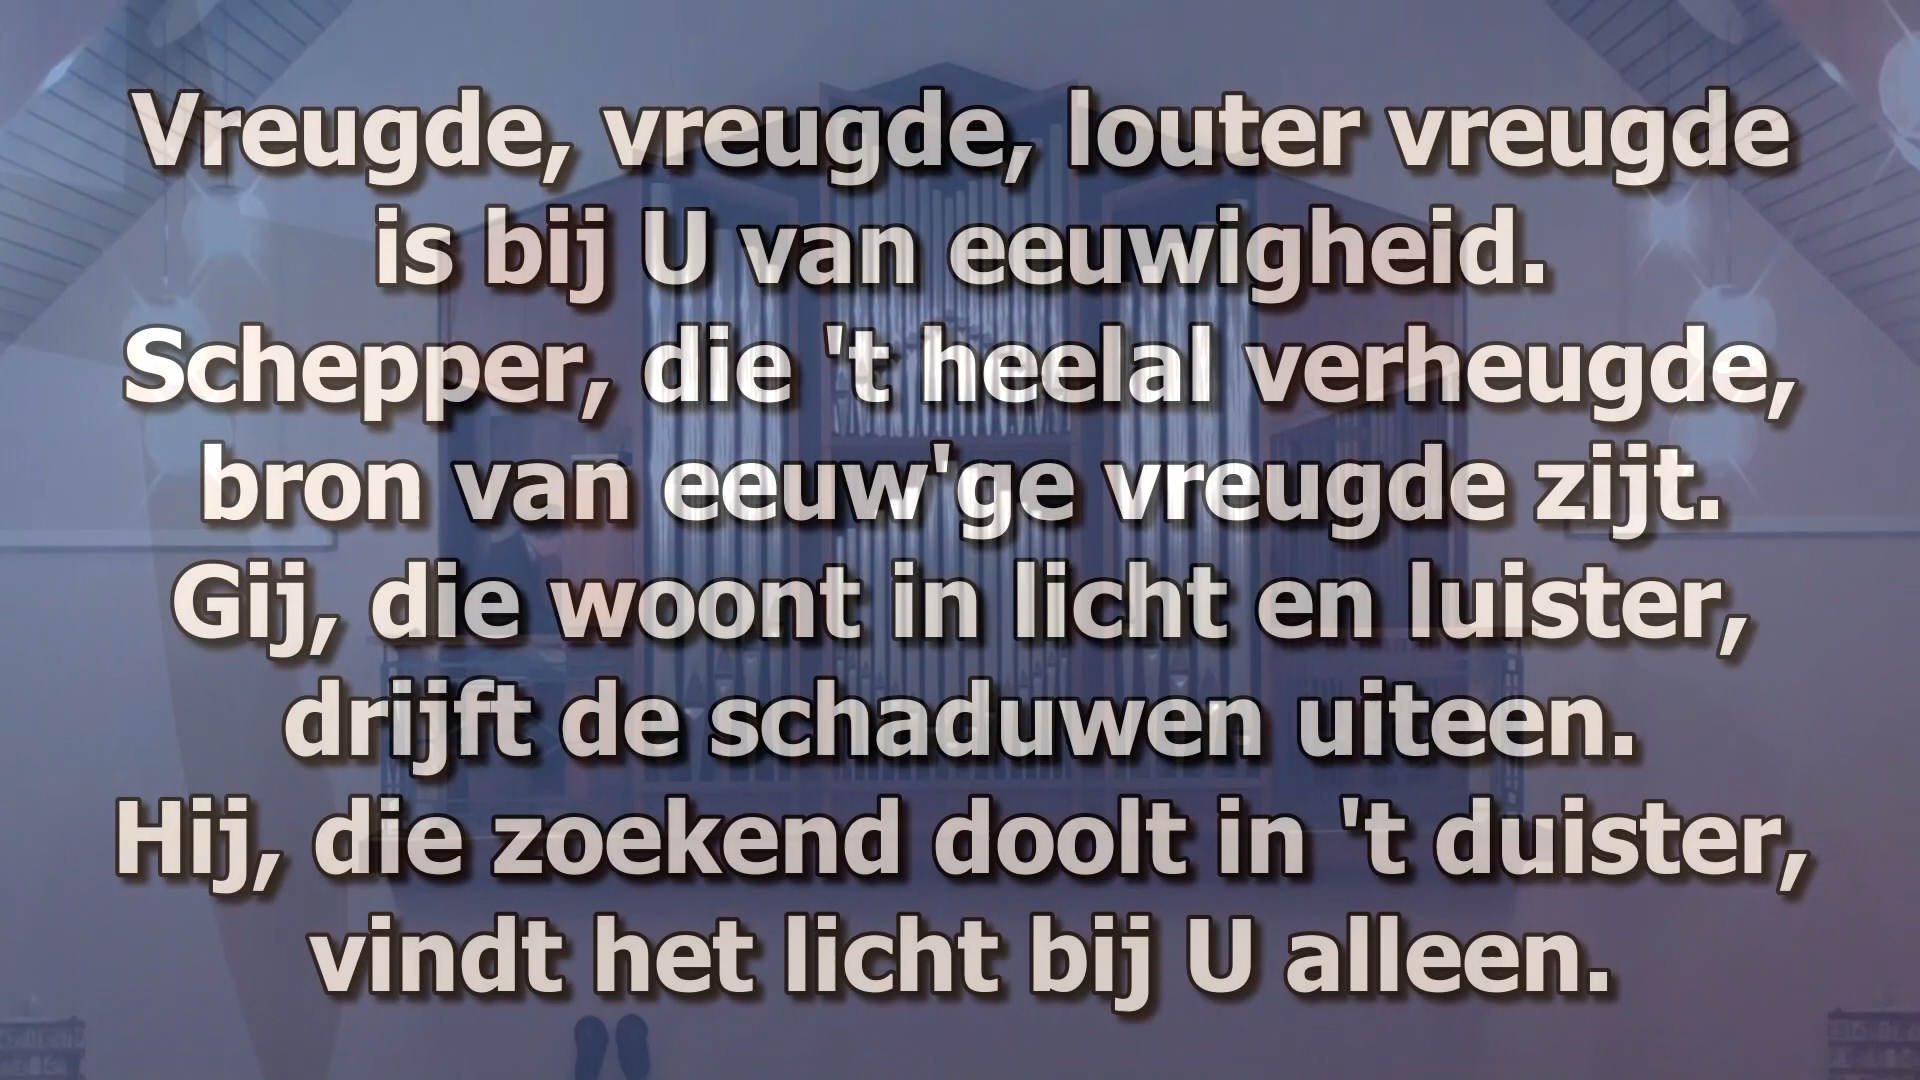 Vreugde, vreugde, louter vreugde
is bij U van eeuwigheid.
Schepper, die 't heelal verheugde,
bron van eeuw'ge vreugde zijt.
Gij, die woont in licht en luister,
drijft de schaduwen uiteen.
Hij, die zoekend doolt in 't duister,
vindt het licht bij U alleen.